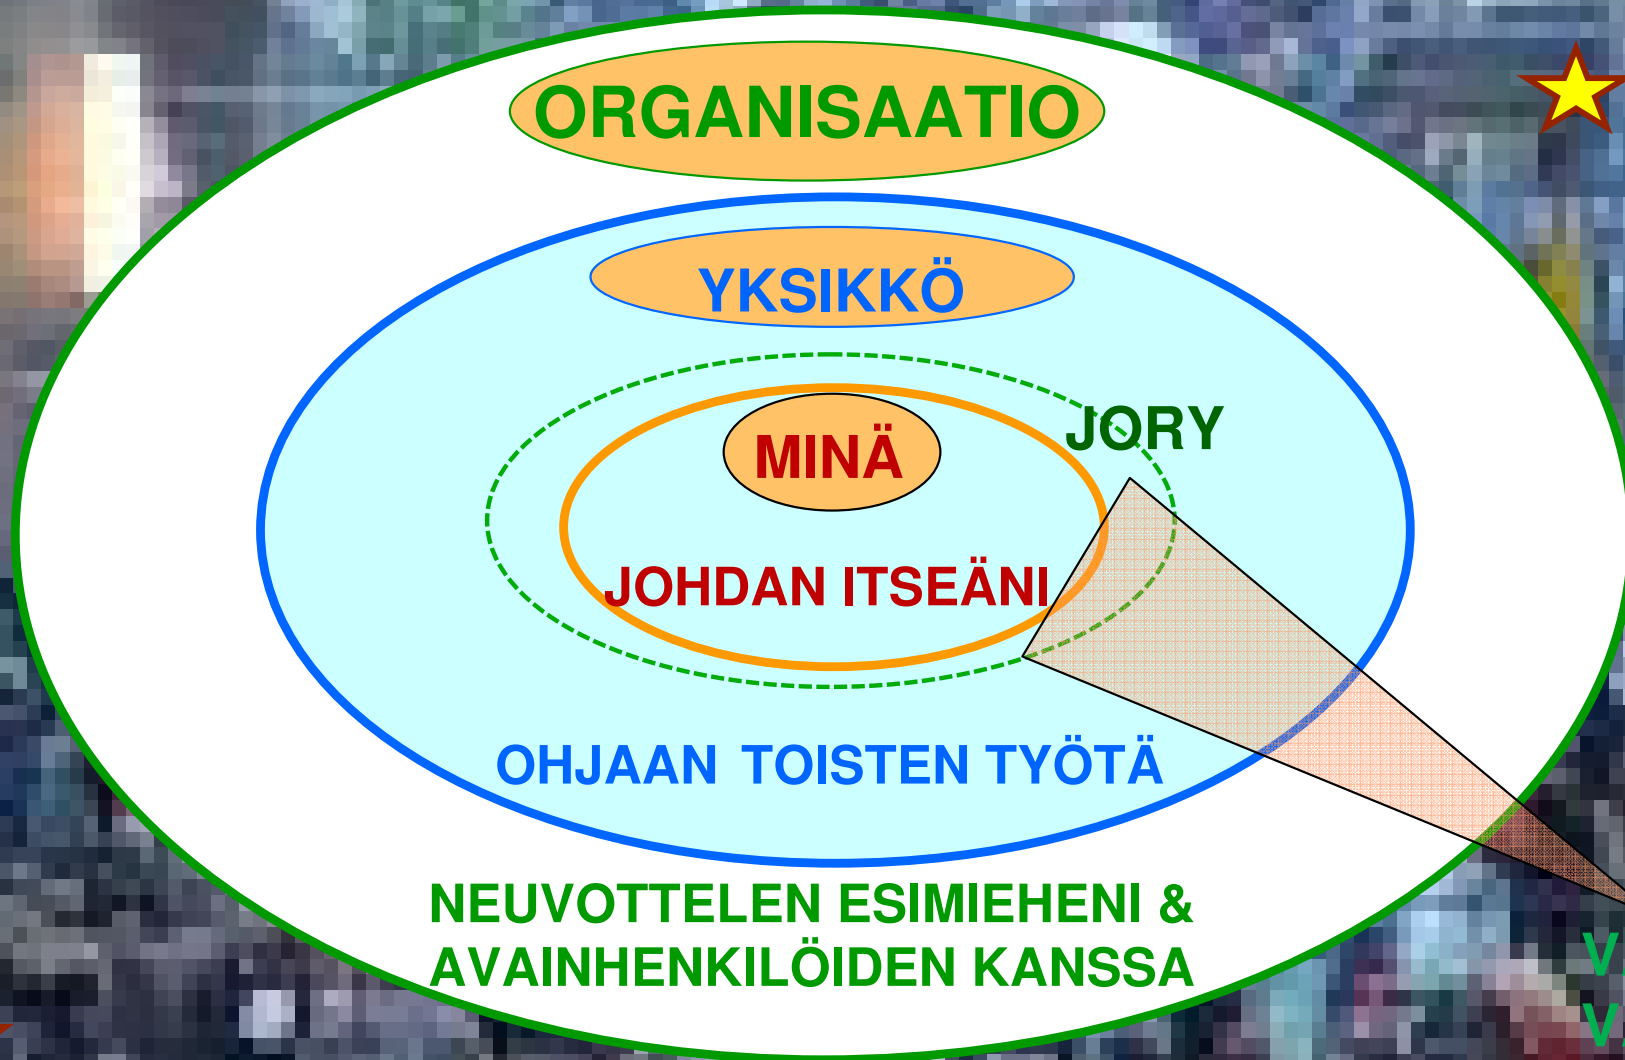 ORGANISAATIO
YKSIKKÖ
MINÄ
JORY
JOHDAN ITSEÄNI
OHJAAN TOISTEN TYÖTÄ
NEUVOTTELEN ESIMIEHENI &
AVAINHENKILÖIDEN KANSSA